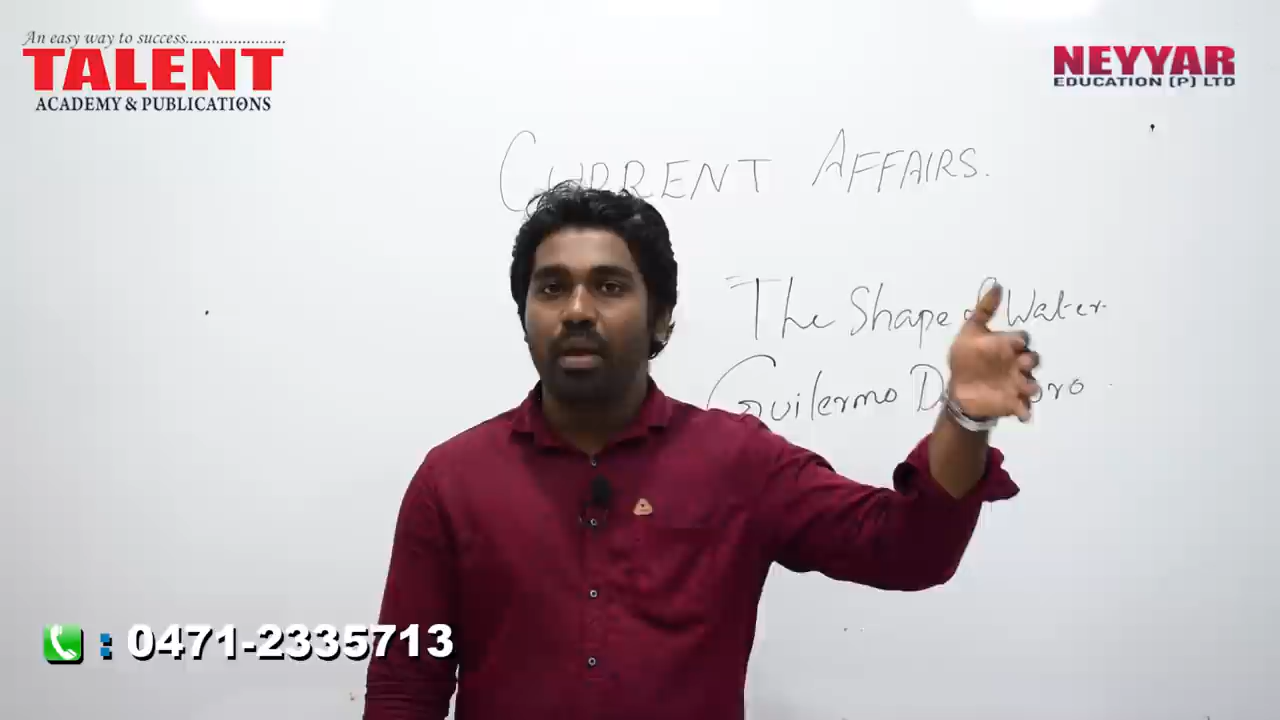 An easy way to success........................
TALENT
ACADEMY & PUBLICATIONS
NEYYAR
EDUCATION (P) LTD
CURRENT AFFAIRS.
The Shape of Water
Guilermo
: 0471-2335713